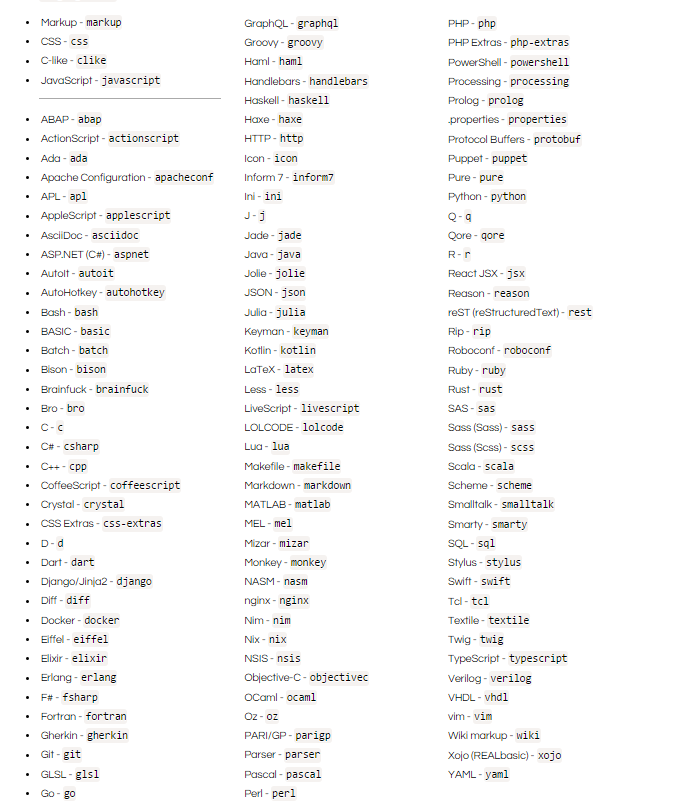 Markup - markup
CSS - css
C-like - clike
JavaScript - javascript
ABAP - abap
ActionScript - actionscript
Ada - ada
Apache Configuration - apacheconf
APL - apl
AppleScript - applescript
AsciiDoc - asciidoc
ASP.NET (C#) - aspnet
AutoIt - autoit
AutoHotkey - autohotkey
Bash - bash
BASIC - basic
Batch - batch
Bison - bison
Brainfuck - brainfuck
Bro - bro
C - c
C# - csharp
C++ - cpp
CoffeeScript - coffeescript
Crystal - crystal
CSS Extras - css-extras
D - d
Dart - dart
Django/Jinja2 - django
Diff - diff
Docker - docker
Eiffel - eiffel
Elixir - elixir
Erlang - erlang
F# - fsharp
Fortran - fortran
Gherkin - gherkin
Git - git
GLSL - glsl
Go - go
GraphQL - graphql
Groovy - groovy
Haml - haml
Handlebars - handlebars
Haskell - haskell
Haxe - haxe
HTTP - http
Icon - icon
Inform 7 - inform7
Ini - ini
J - j
Jade - jade
Java - java
Jolie - jolie
JSON - json
Julia - julia
Keyman - keyman
Kotlin - kotlin
LaTeX - latex
Less - less
LiveScript - livescript
LOLCODE - lolcode
Lua - lua
Makefile - makefile
Markdown - markdown
MATLAB - matlab
MEL - mel
Mizar - mizar
Monkey - monkey
NASM - nasm
nginx - nginx
Nim - nim
Nix - nix
NSIS - nsis
Objective-C - objectivec
OCaml - ocaml
Oz - oz
PARI/GP - parigp
Parser - parser
Pascal - pascal
Perl - perl
PHP - php
PHP Extras - php-extras
PowerShell - powershell
Processing - processing
Prolog - prolog
.properties - properties
Protocol Buffers - protobuf
Puppet - puppet
Pure - pure
Python - python
Q - q
Qore - qore
R - r
React JSX - jsx
Reason - reason
reST (reStructuredText) - rest
Rip - rip
Roboconf - roboconf
Ruby - ruby
Rust - rust
SAS - sas
Sass (Sass) - sass
Sass (Scss) - scss
Scala - scala
Scheme - scheme
Smalltalk - smalltalk
Smarty - smarty
SQL - sql
Stylus - stylus
Swift - swift
Tcl - tcl
Textile - textile
Twig - twig
TypeScript - typescript
Verilog - verilog
VHDL - vhdl
vim - vim
Wiki markup - wiki
Xojo (REALbasic) - xojo
YAML - yaml